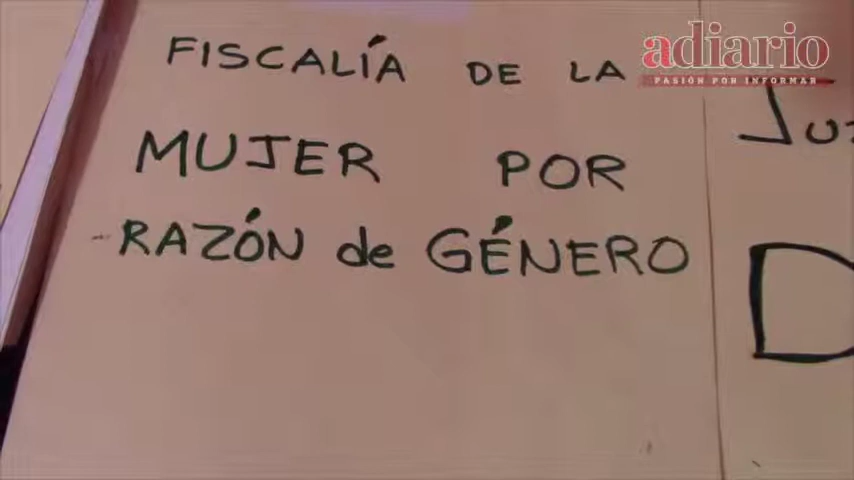 FISCALÍA DE LA
MUJER POR
RAZÓN de GÉNERO
adiario
PASIÓN POR INFORMAR